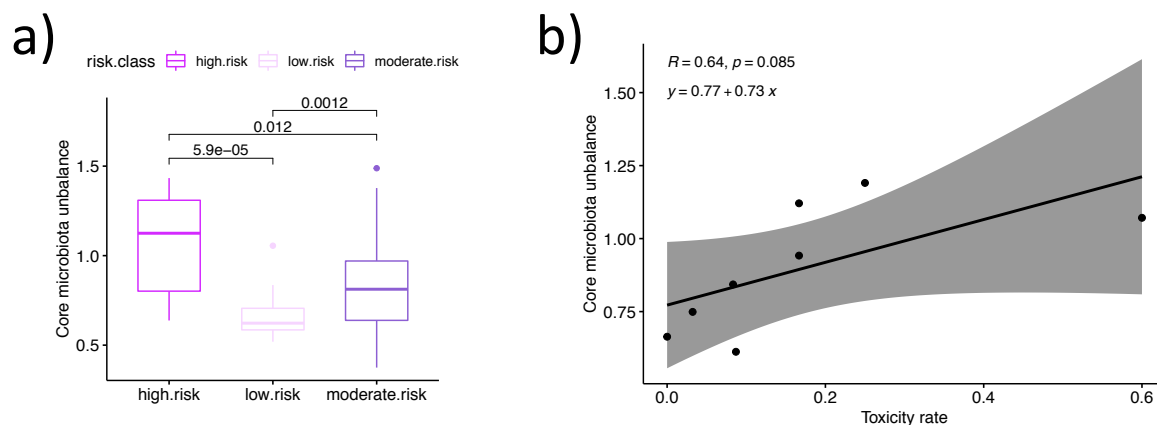 a)
risk.class high.risk low.risk moderate.risk
0.0012
0.012
5.9e−05
Core microbiota unbalance
1.5
1.0
0.5
high.risk low.risk moderate.risk
b)
R = 0.64, p = 0.085
y = 0.77 + 0.73 x
Core microbiota unbalance
1.50
1.25
1.00
0.75
0.0 0.2 0.4 0.6
Toxicity rate